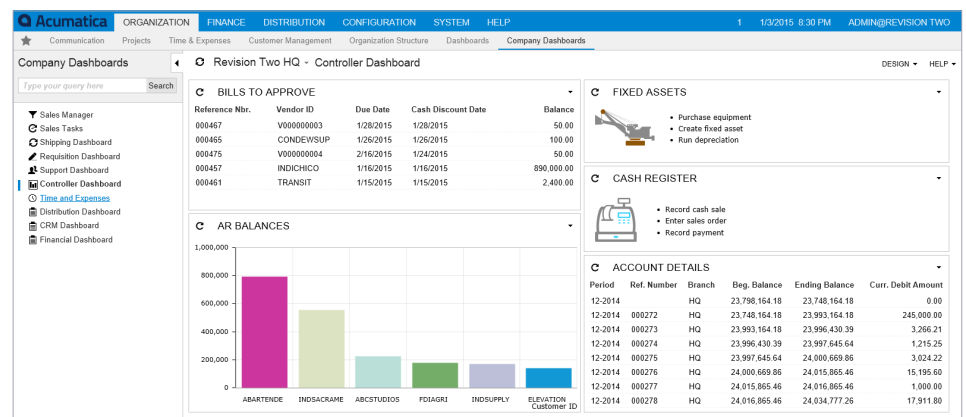 Acumatica ORGANIZATION FINANCE DISTRIBUTION CONFIGURATION SYSTEM HELP 1 1/3/2015 8:30 PM ADMIN@REVISION TWO
Communication Projects Time & Expenses Customer Management Organization Structure Dashboards Company Dashboards
Company Dashboards
Type your query here Search
Sales Manager
Sales Tasks
Shipping Dashboard
Requisition Dashboard
Support Dashboard
Controller Dashboard
Time and Expenses
Distribution Dashboard
CRM Dashboard
Financial Dashboard
Revision Two HQ - Controller Dashboard DESIGN HELP
BILLS TO APPROVE
Reference Nbr. Vendor ID Due Date Cash Discount Date Balance
000467 V000000003 1/28/2015 1/28/2015 50.00
000465 CONDEWSUP 1/26/2015 1/26/2015 100.00
000475 V000000004 2/16/2015 1/24/2015 50.00
000457 INDICHICO 1/16/2015 1/16/2015 890,000.00
000461 TRANSIT 1/15/2015 1/15/2015 2,400.00
AR BALANCES
1,000,000
800,000
600,000
400,000
200,000
0
ABARTENDE INDSACRAME ABCSTUDIOS FDIAGRI INDSUPPLY ELEVATION
Customer ID
FIXED ASSETS
• Purchase equipment
• Create fixed asset
• Run depreciation
CASH REGISTER
• Record cash sale
• Enter sales order
• Record payment
ACCOUNT DETAILS
Period Ref. Number Branch Beg. Balance Ending Balance Curr. Debit Amount
12-2014 HQ 23,798,164.18 23,748,164.18 0.00
12-2014 000272 HQ 23,748,164.18 23,993,164.18 245,000.00
12-2014 000273 HQ 23,993,164.18 23,996,430.39 3,266.21
12-2014 000274 HQ 23,996,430.39 23,997,645.64 1,215.25
12-2014 000275 HQ 23,997,645.64 24,000,669.86 3,024.22
12-2014 000276 HQ 24,000,669.86 24,015,865.46 15,195.60
12-2014 000277 HQ 24,015,865.46 24,016,865.46 1,000.00
12-2014 000278 HQ 24,016,865.46 24,034,777.26 17,911.80